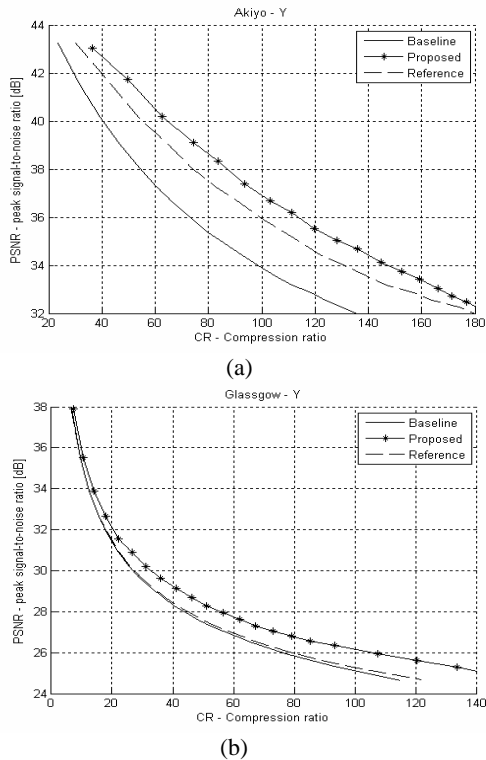 Akiyo - Y
Baseline
Proposed
Reference
PSNR - peak signal-to-noise ratio [dB]
44
42
40
38
36
34
32
20 40 60 80 100 120 140 160 180
CR - Compression ratio
(a)
Glassgow - Y
Baseline
Proposed
Reference
PSNR - peak signal-to-noise ratio [dB]
38
36
34
32
30
28
26
24
0 20 40 60 80 100 120 140
CR - Compression ratio
(b)